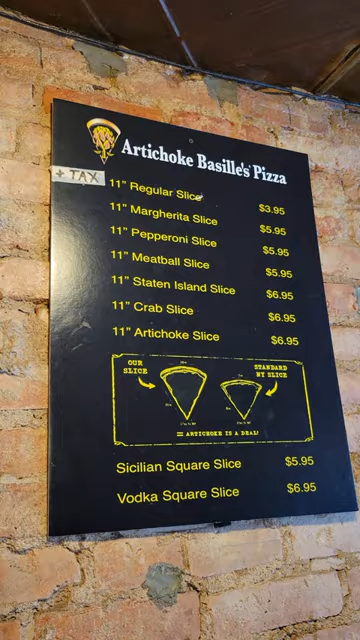 Artichoke Basille's Pizza
+ TAX
11" Regular Slice $3.95
11" Margherita Slice $5.95
11" Pepperoni Slice $5.95
11" Meatball Slice $5.95
11" Staten Island Slice $6.95
11" Crab Slice $6.95
11" Artichoke Slice $6.95
OUR SLICE
STANDARD NY SLICE
= ARTICHOKE IS A DEAL!
Sicilian Square Slice $5.95
Vodka Square Slice $6.95